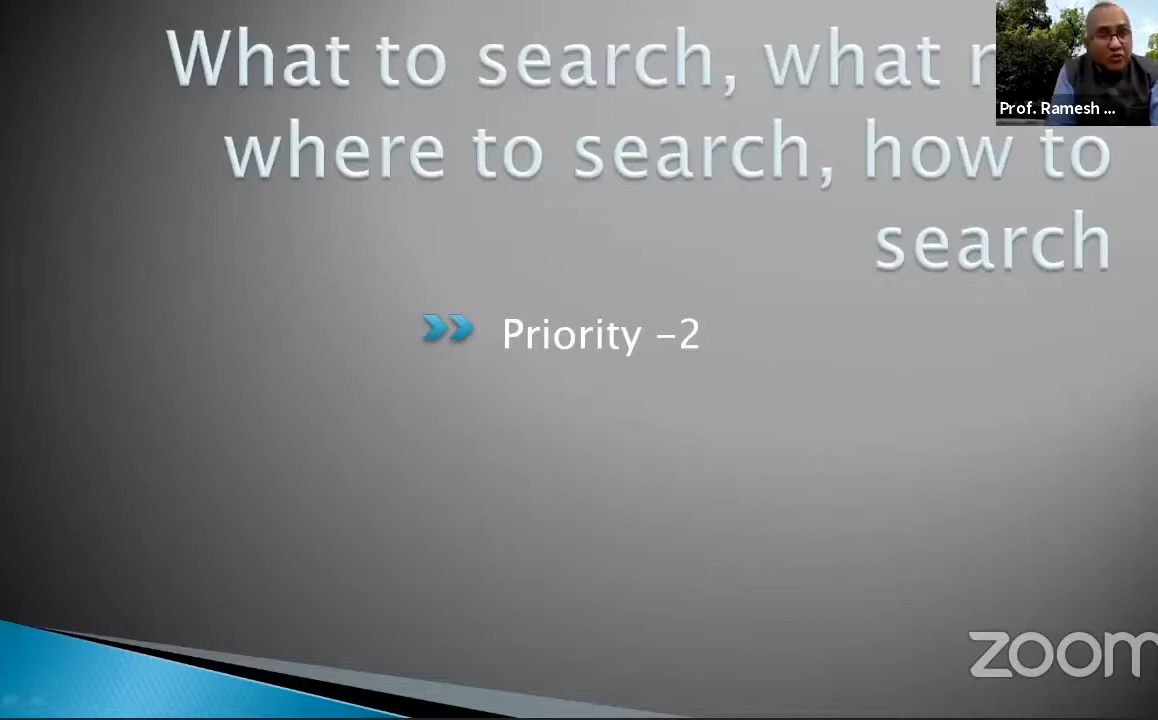 What to search, what
where to search, how to
search
Priority -2
Prof. Ramesh ...
zoom